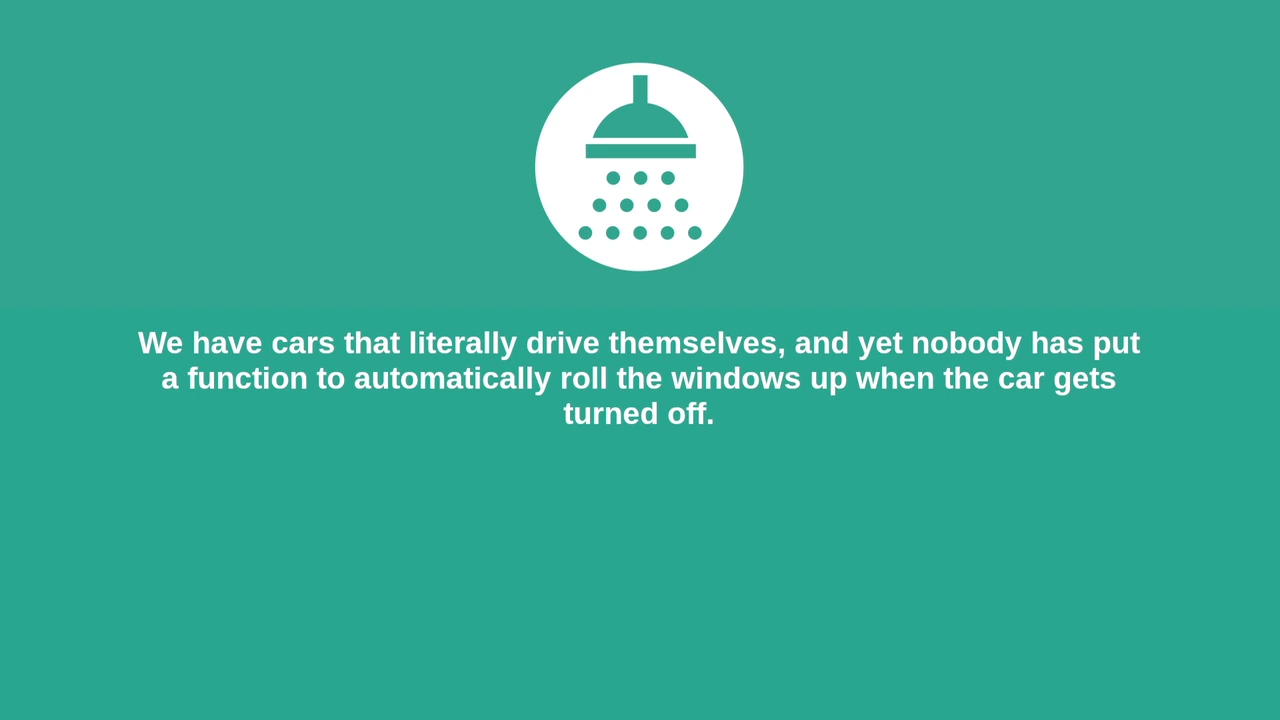 We have cars that literally drive themselves, and yet nobody has put
a function to automatically roll the windows up when the car gets
turned off.